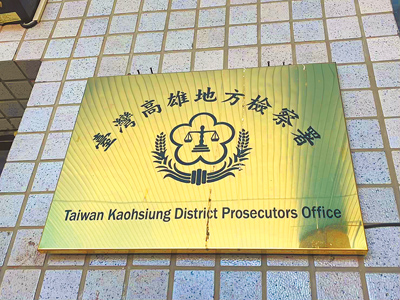 臺灣高雄地方檢察署
Taiwan Kaohsiung District Prosecutors Office